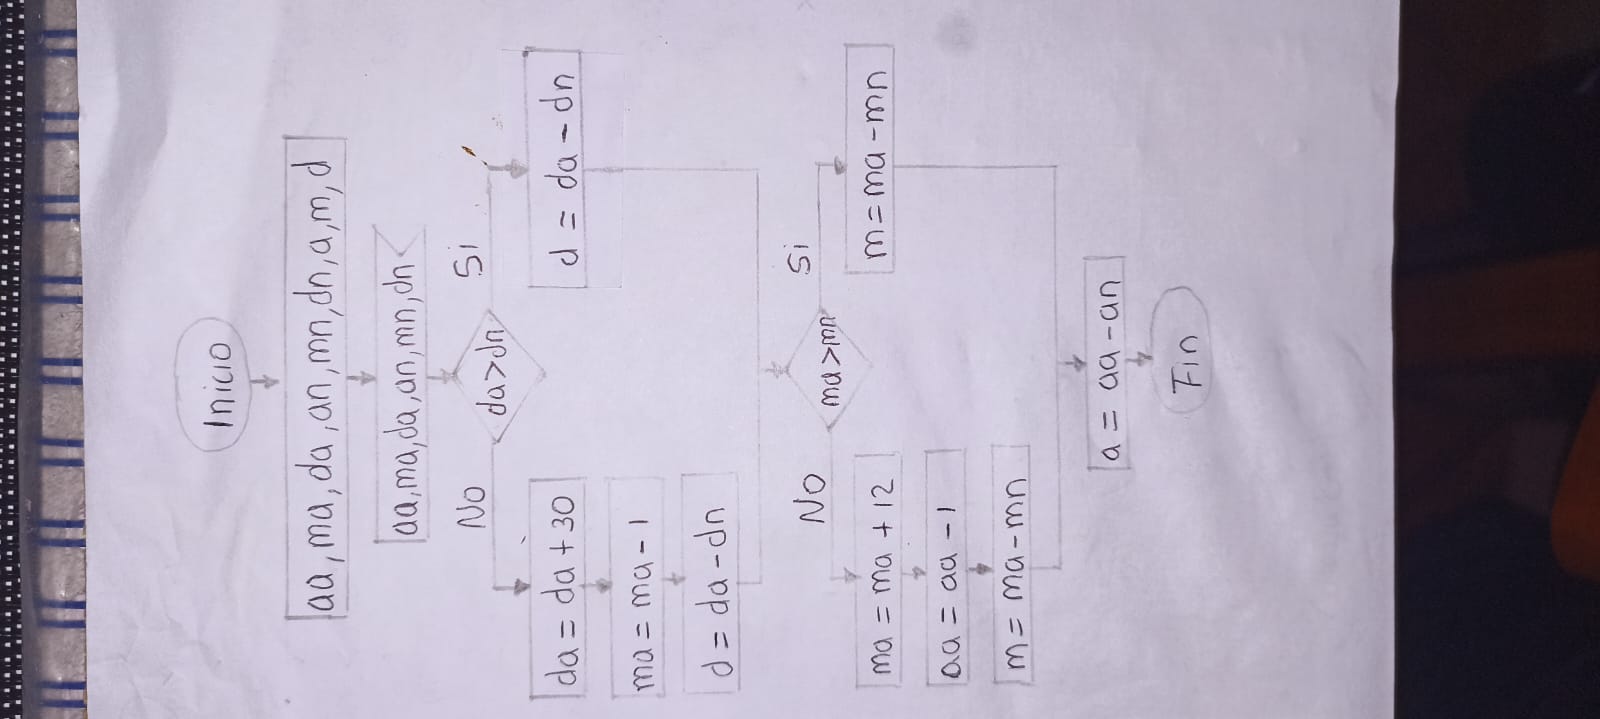 Inicio
aa, ma, da, an, mn, dn, a, m, d
aa, ma, da, an, mn, dn
da > dn
No
Si
da = da + 30
ma = ma - 1
d = da - dn
d = da - dn
ma > mn
No
Si
ma = ma + 12
aa = aa - 1
m = ma - mn
m = ma - mn
a = aa - an
Fin